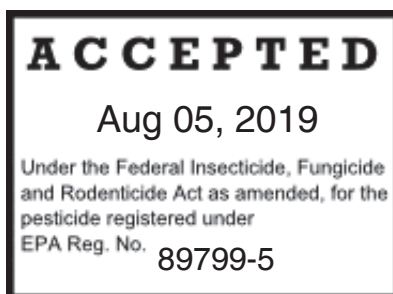 ACCEPTED
Aug 05, 2019
Under the Federal Insecticide, Fungicide
and Rodenticide Act as amended, for the
pesticide registered under
EPA Reg. No. 89799-5